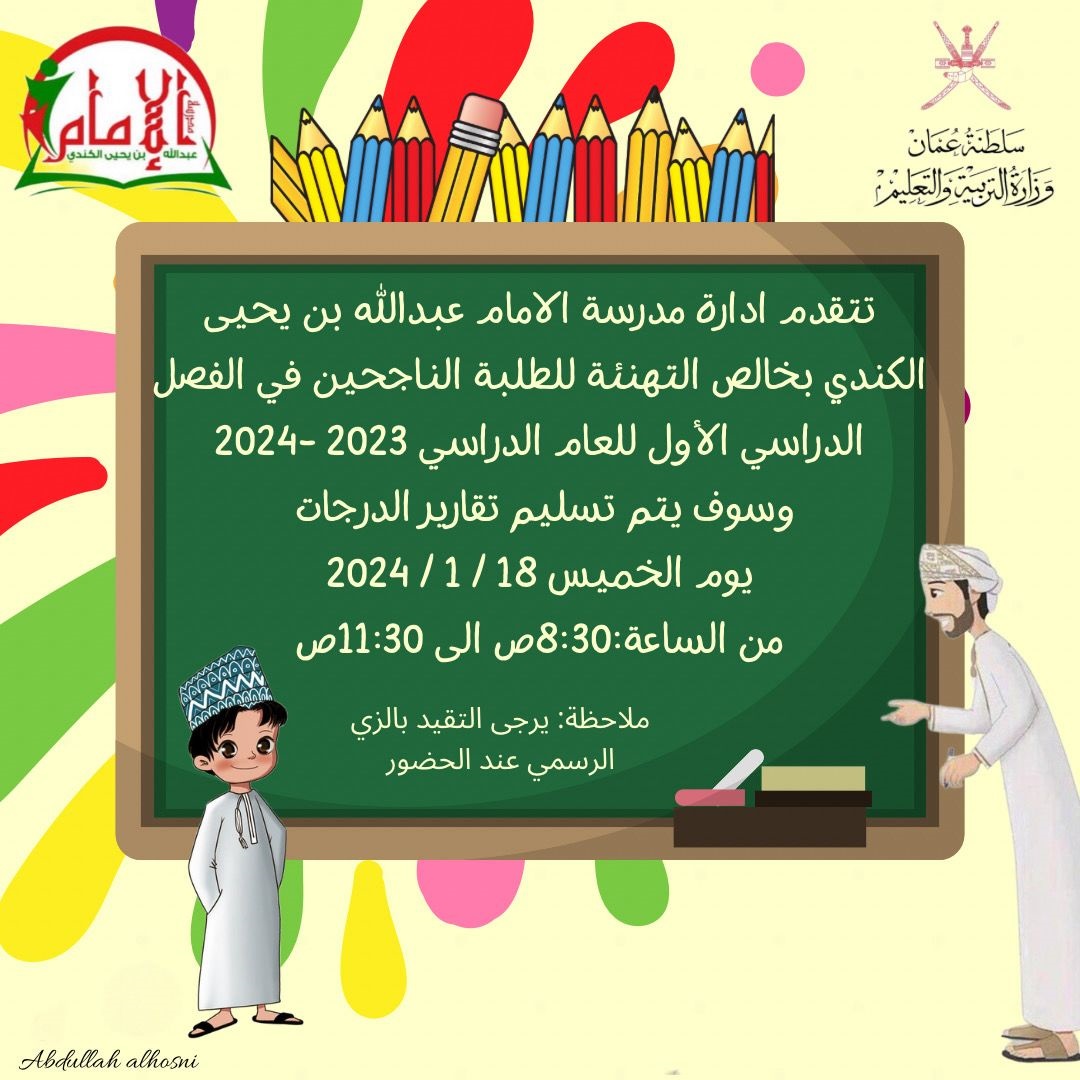 مدرسة
الإمام
عبدالله بن يحيى الكندي
سلطنة عمان
وزارة التربية والتعليم
تتقدم ادارة مدرسة الامام عبدالله بن يحيى
الكندي بخالص التهنئة للطلبة الناجحين في الفصل
الدراسي الأول للعام الدراسي 2023 -2024
وسوف يتم تسليم تقارير الدرجات
يوم الخميس 18 / 1 / 2024
من الساعة:8:30ص الى 11:30ص
ملاحظة: يرجى التقيد بالزي
الرسمي عند الحضور
Abdullah alhosni